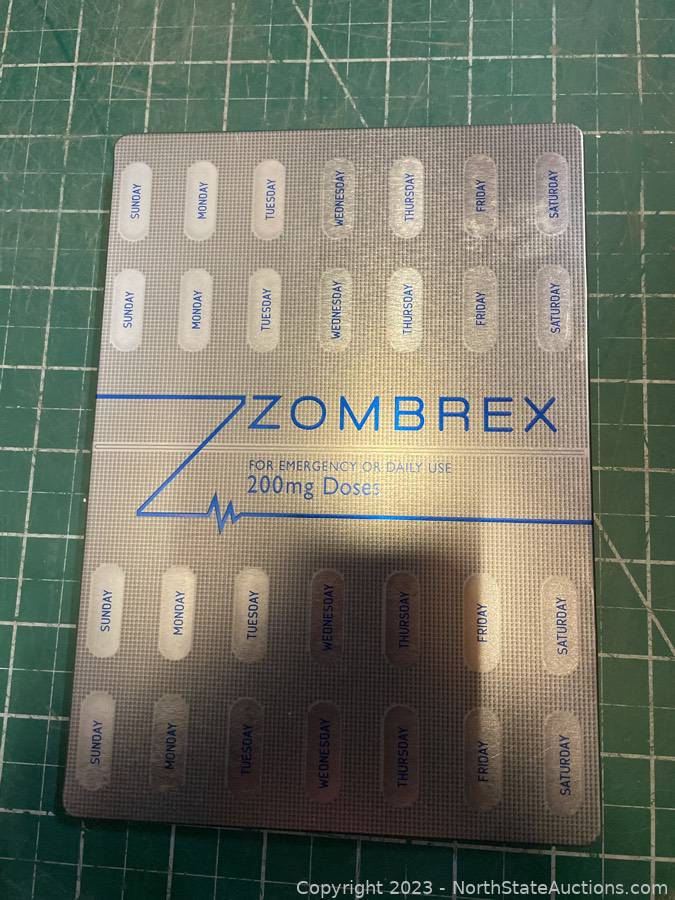 SUNDAY MONDAY TUESDAY WEDNESDAY THURSDAY FRIDAY SATURDAY
SUNDAY MONDAY TUESDAY WEDNESDAY THURSDAY FRIDAY SATURDAY
ZOMBREX
FOR EMERGENCY OR DAILY USE
200mg Doses
SUNDAY MONDAY TUESDAY WEDNESDAY THURSDAY FRIDAY SATURDAY
SUNDAY MONDAY TUESDAY WEDNESDAY THURSDAY FRIDAY SATURDAY
Copyright 2023 - NorthStateAuctions.com